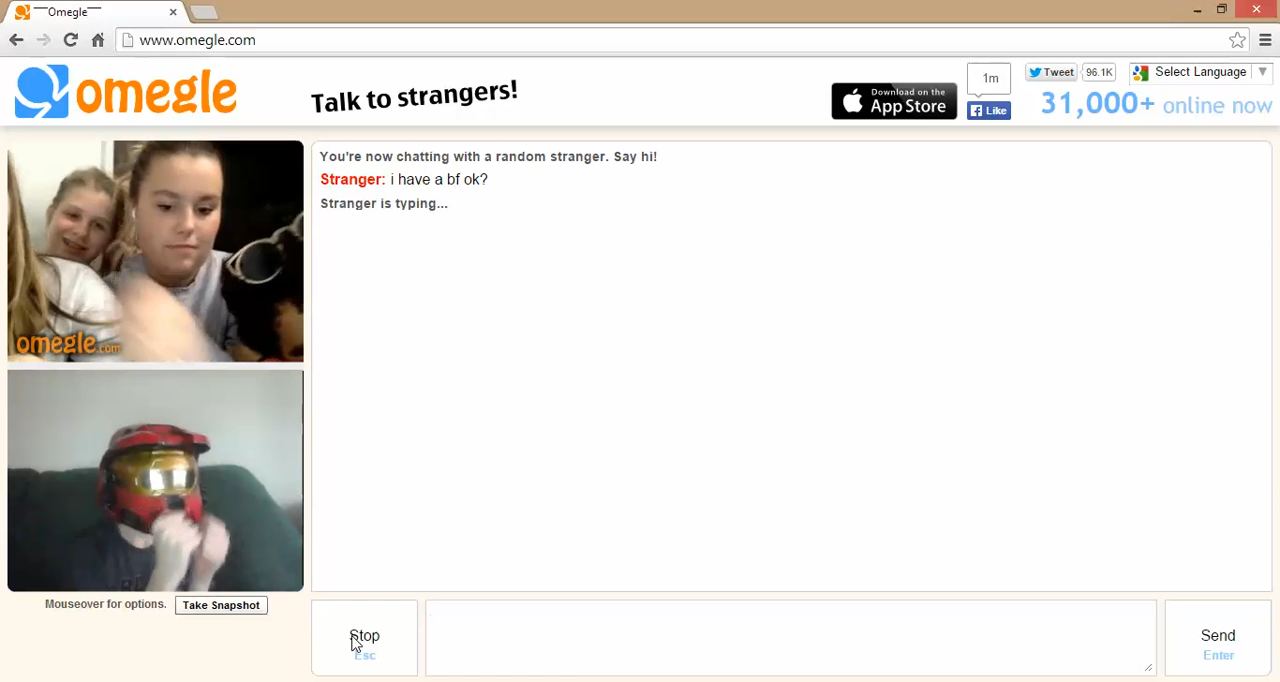 ¯¯Omegle¯¯
www.omegle.com
omegle
Talk to strangers!
Download on the
App Store
1m
Like
Tweet
96.1K
Select Language
31,000+ online now
You're now chatting with a random stranger. Say hi!
Stranger: i have a bf ok?
Stranger is typing...
omegle.com
Mouseover for options.
Take Snapshot
Stop
Esc
Send
Enter